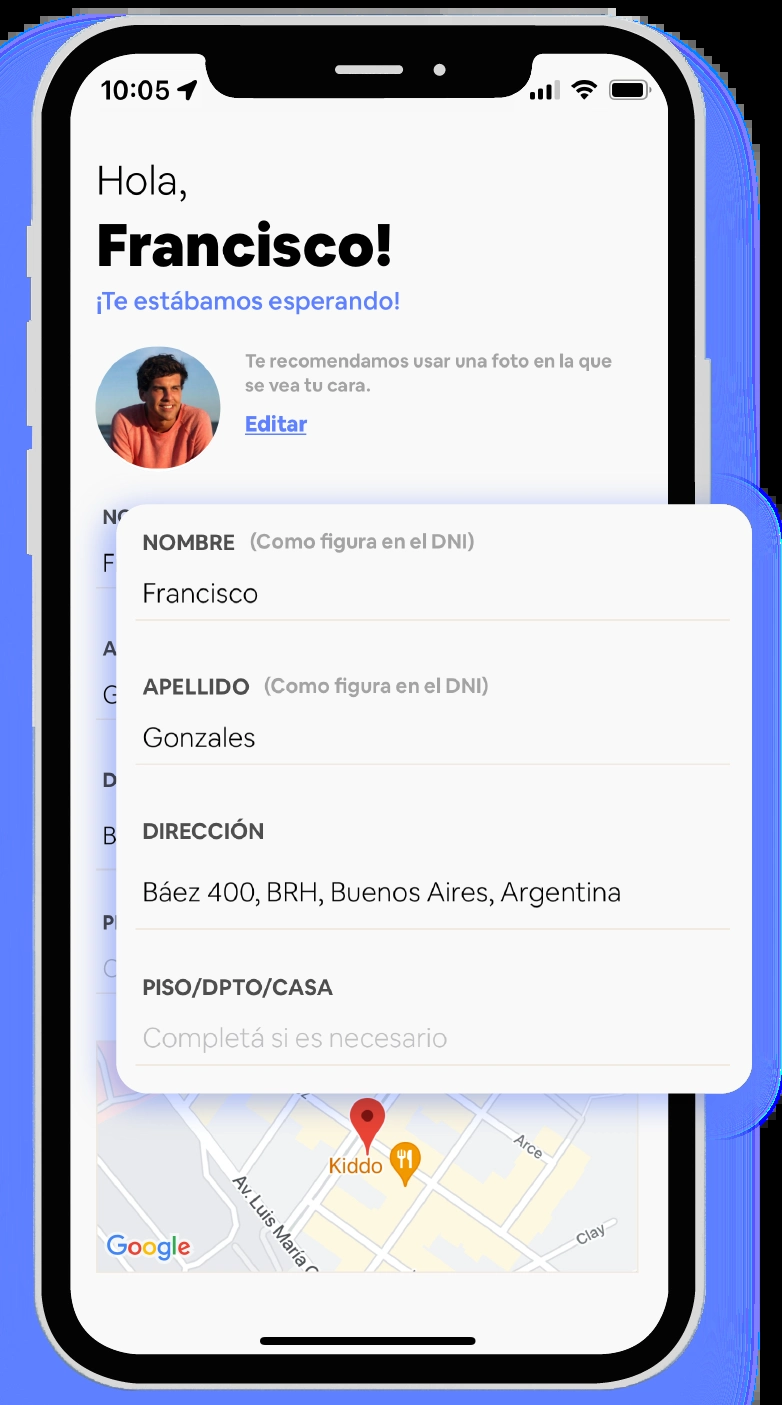 10:05
Hola,
Francisco!
¡Te estábamos esperando!
Te recomendamos usar una foto en la que
se vea tu cara.
Editar
NOMBRE (Como figura en el DNI)
Francisco
APELLIDO (Como figura en el DNI)
Gonzales
DIRECCIÓN
Báez 400, BRH, Buenos Aires, Argentina
PISO/DPTO/CASA
Completá si es necesario
Arce
Kiddo
Av. Luis María
Clay
Google